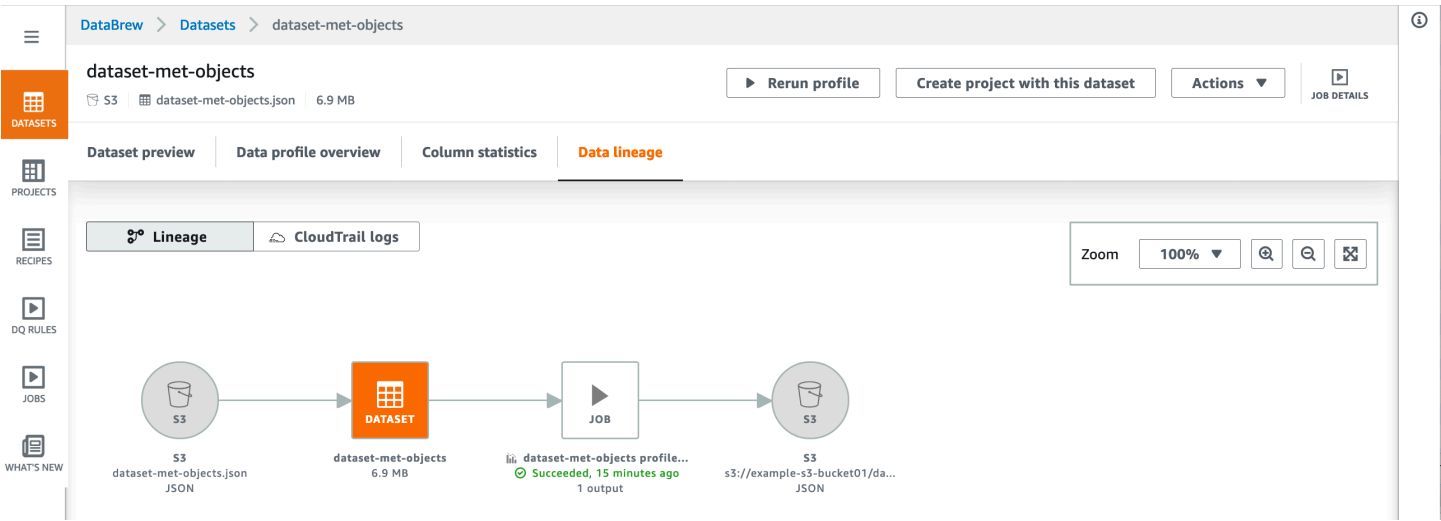 DataBrew > Datasets > dataset-met-objects
dataset-met-objects
S3 dataset-met-objects.json 6.9 MB
Rerun profile
Create project with this dataset
Actions
JOB DETAILS
DATASETS
PROJECTS
RECIPES
DQ RULES
JOBS
WHAT'S NEW
Dataset preview Data profile overview Column statistics Data lineage
Lineage CloudTrail logs
Zoom 100%
S3 DATASET JOB S3
S3 dataset-met-objects dataset-met-objects profile... S3
dataset-met-objects.json 6.9 MB Succeeded, 15 minutes ago s3://example-s3-bucket01/da...
JSON 1 output JSON